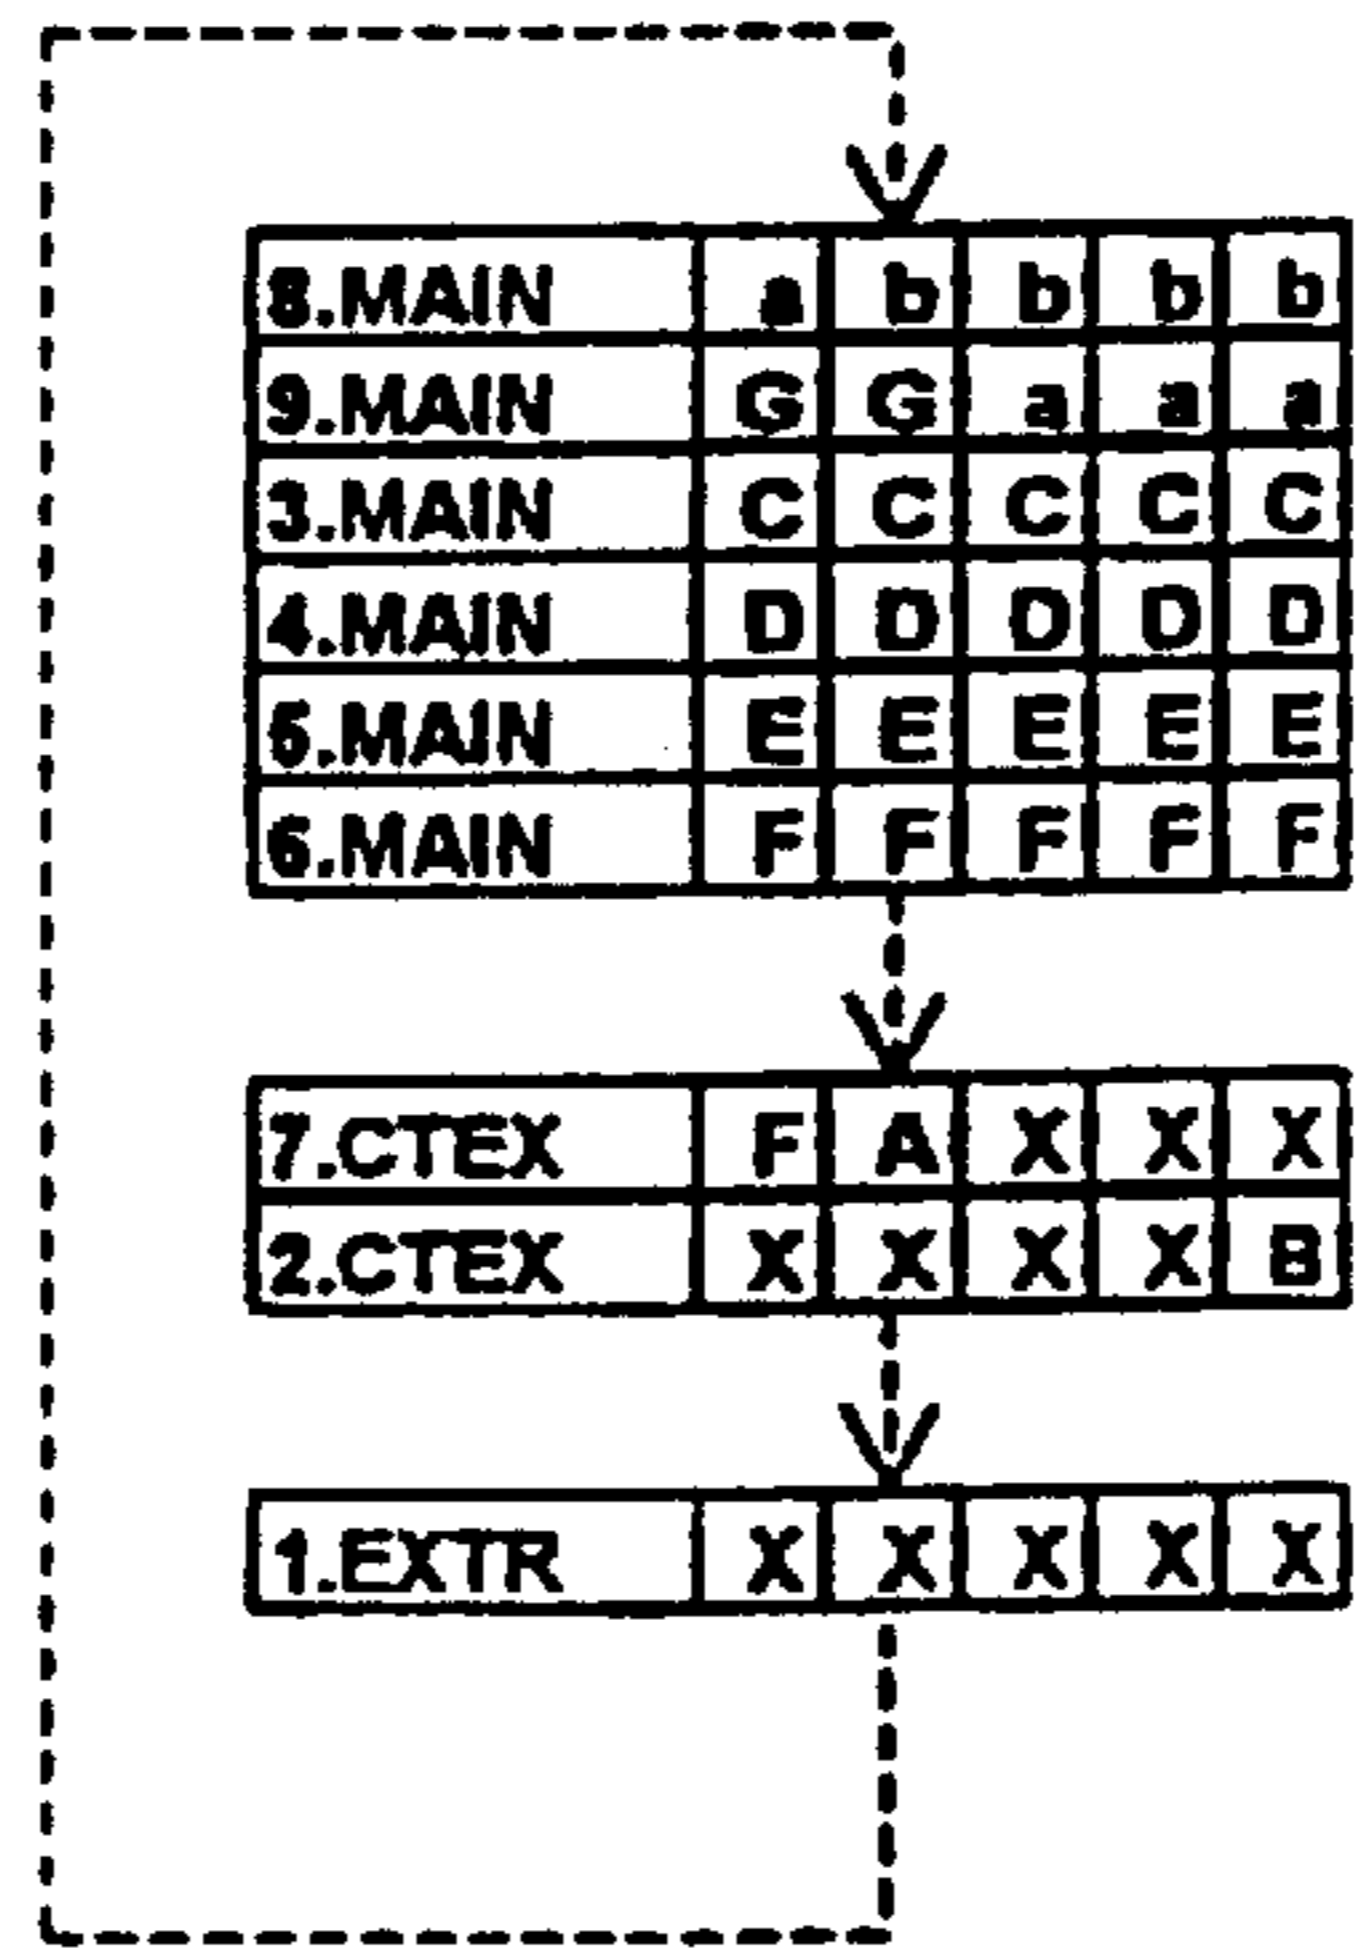 8.MAIN a b b b b
9.MAIN G G a a a
3.MAIN C C C C C
4.MAIN D D D D D
5.MAIN E E E E E
6.MAIN F F F F F
7.CTEX F A X X X
2.CTEX X X X X B
1.EXTR X X X X X